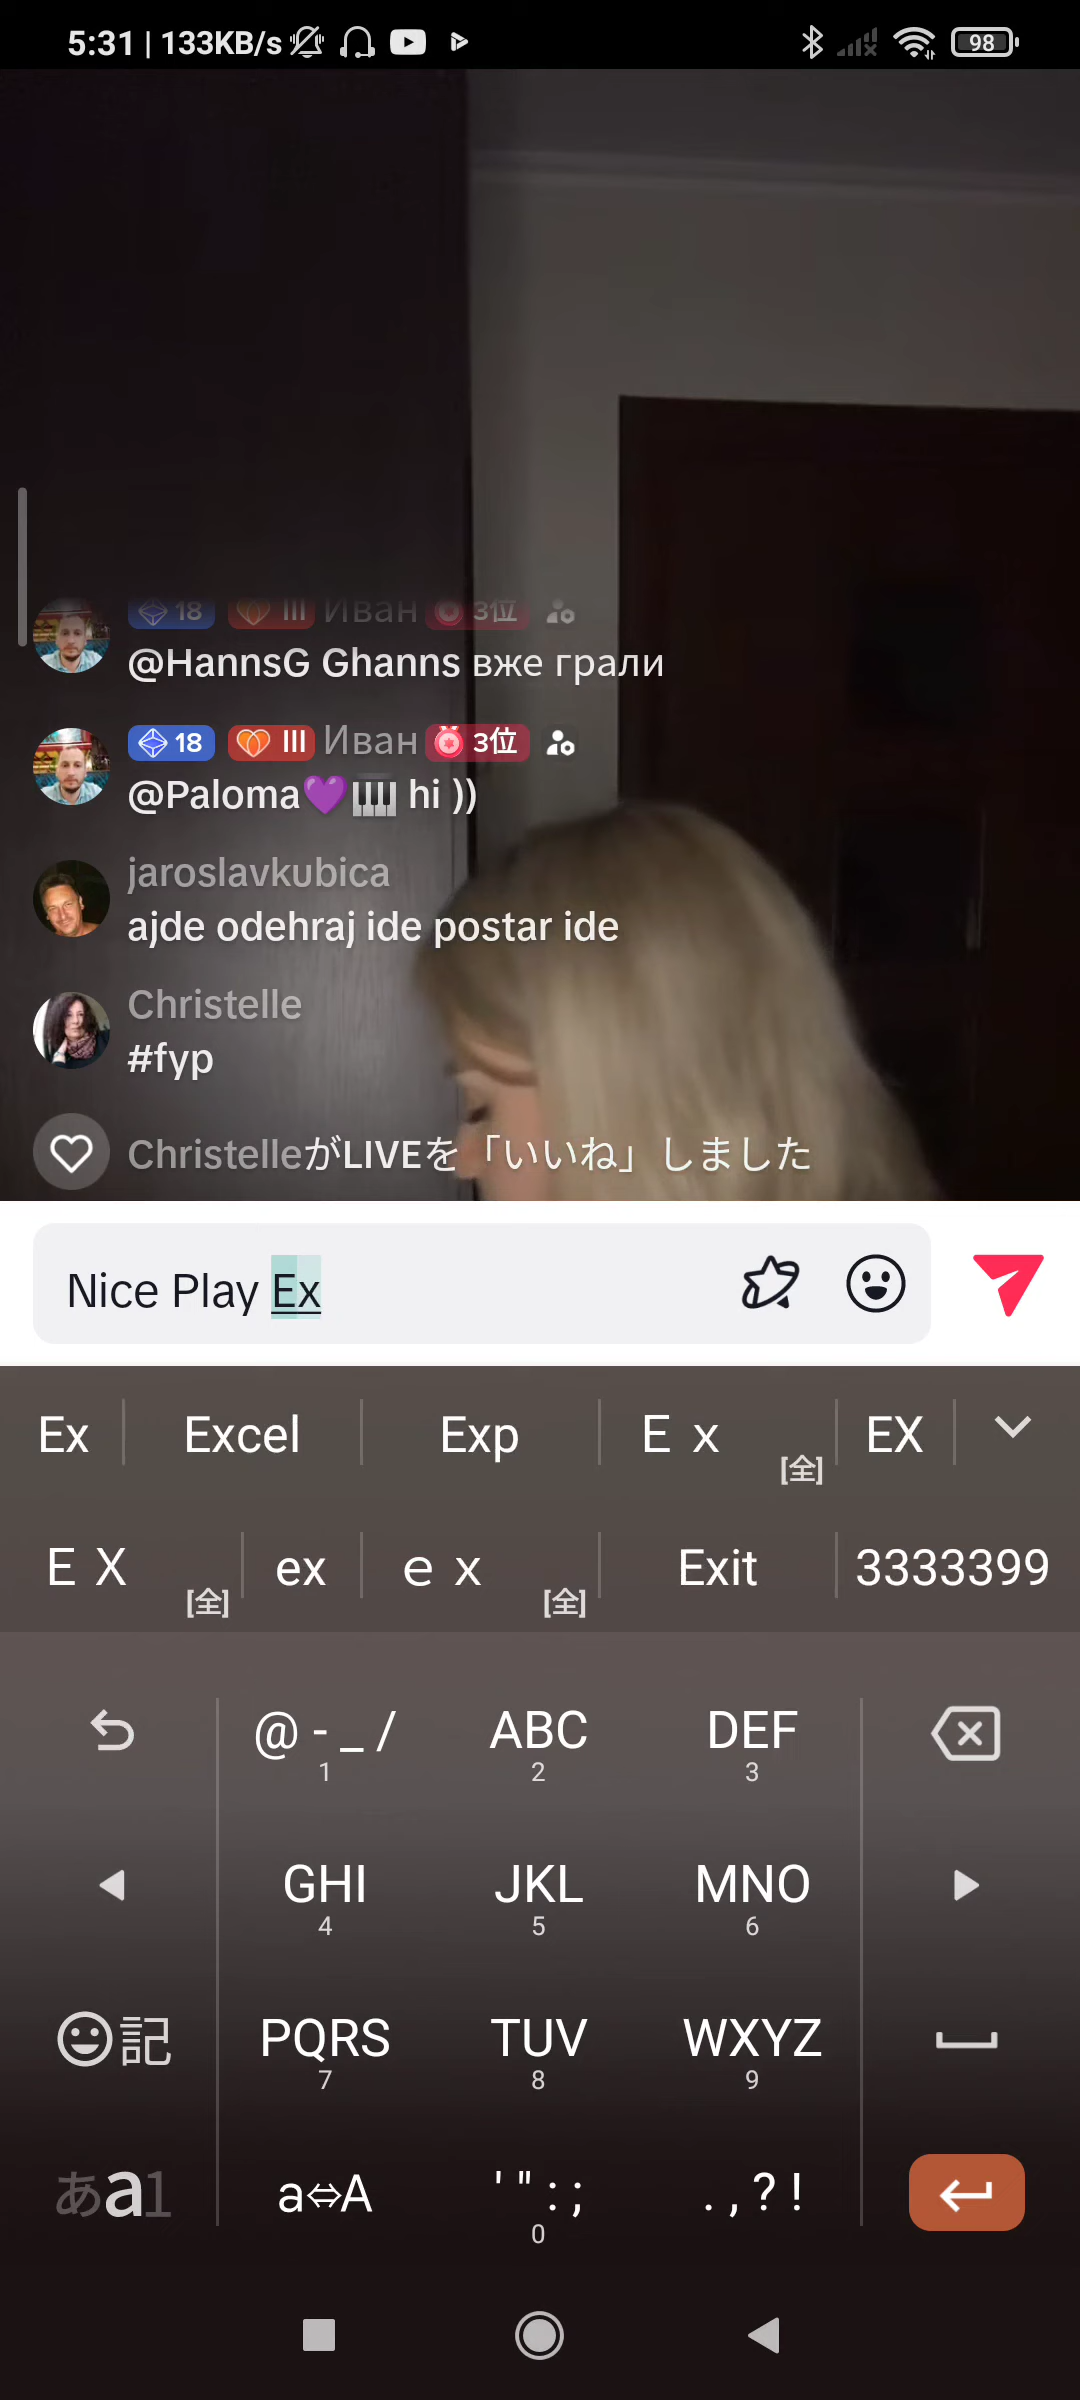 5:31 | 133KB/s 98
18 III Иван 3位
@HannsG Ghanns вже грали
18 III Иван 3位
@Paloma💜🎹 hi ))
jaroslavkubica
ajde odehraj ide postar ide
Christelle
#fyp
ChristelleがLIVEを「いいね」しました
Nice Play Ex
Ex Excel Exp Ｅｘ [全] EX
ＥＸ [全] ex ｅｘ [全] Exit 3333399
@ - _ / ABC DEF
1 2 3
GHI JKL MNO
4 5 6
記 PQRS TUV WXYZ
7 8 9
あa1 a⇔A ' " : ; . , ? !
0